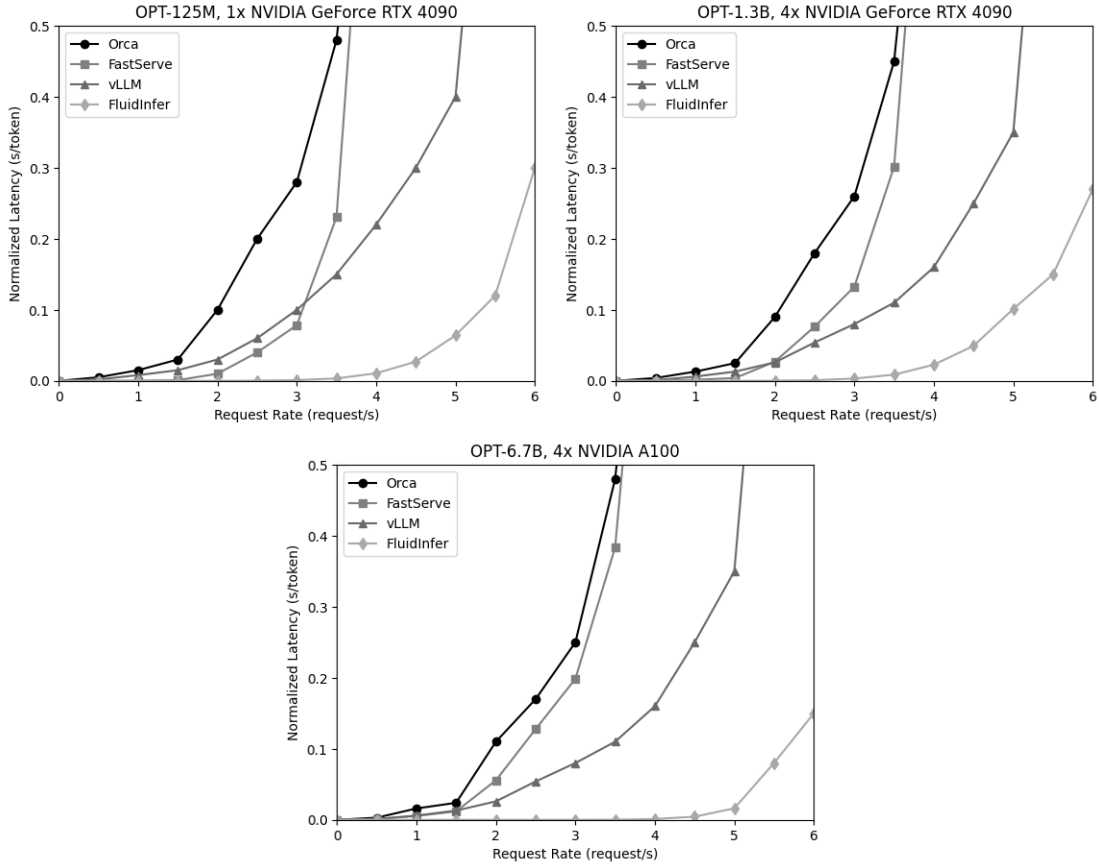 OPT-125M, 1x NVIDIA GeForce RTX 4090
0.5
0.4
0.3
0.2
0.1
0.0
Normalized Latency (s/token)
Orca
FastServe
vLLM
FluidInfer
0 1 2 3 4 5 6
Request Rate (request/s)
OPT-1.3B, 4x NVIDIA GeForce RTX 4090
0.5
0.4
0.3
0.2
0.1
0.0
Normalized Latency (s/token)
Orca
FastServe
vLLM
FluidInfer
0 1 2 3 4 5 6
Request Rate (request/s)
OPT-6.7B, 4x NVIDIA A100
0.5
0.4
0.3
0.2
0.1
0.0
Normalized Latency (s/token)
Orca
FastServe
vLLM
FluidInfer
0 1 2 3 4 5 6
Request Rate (request/s)